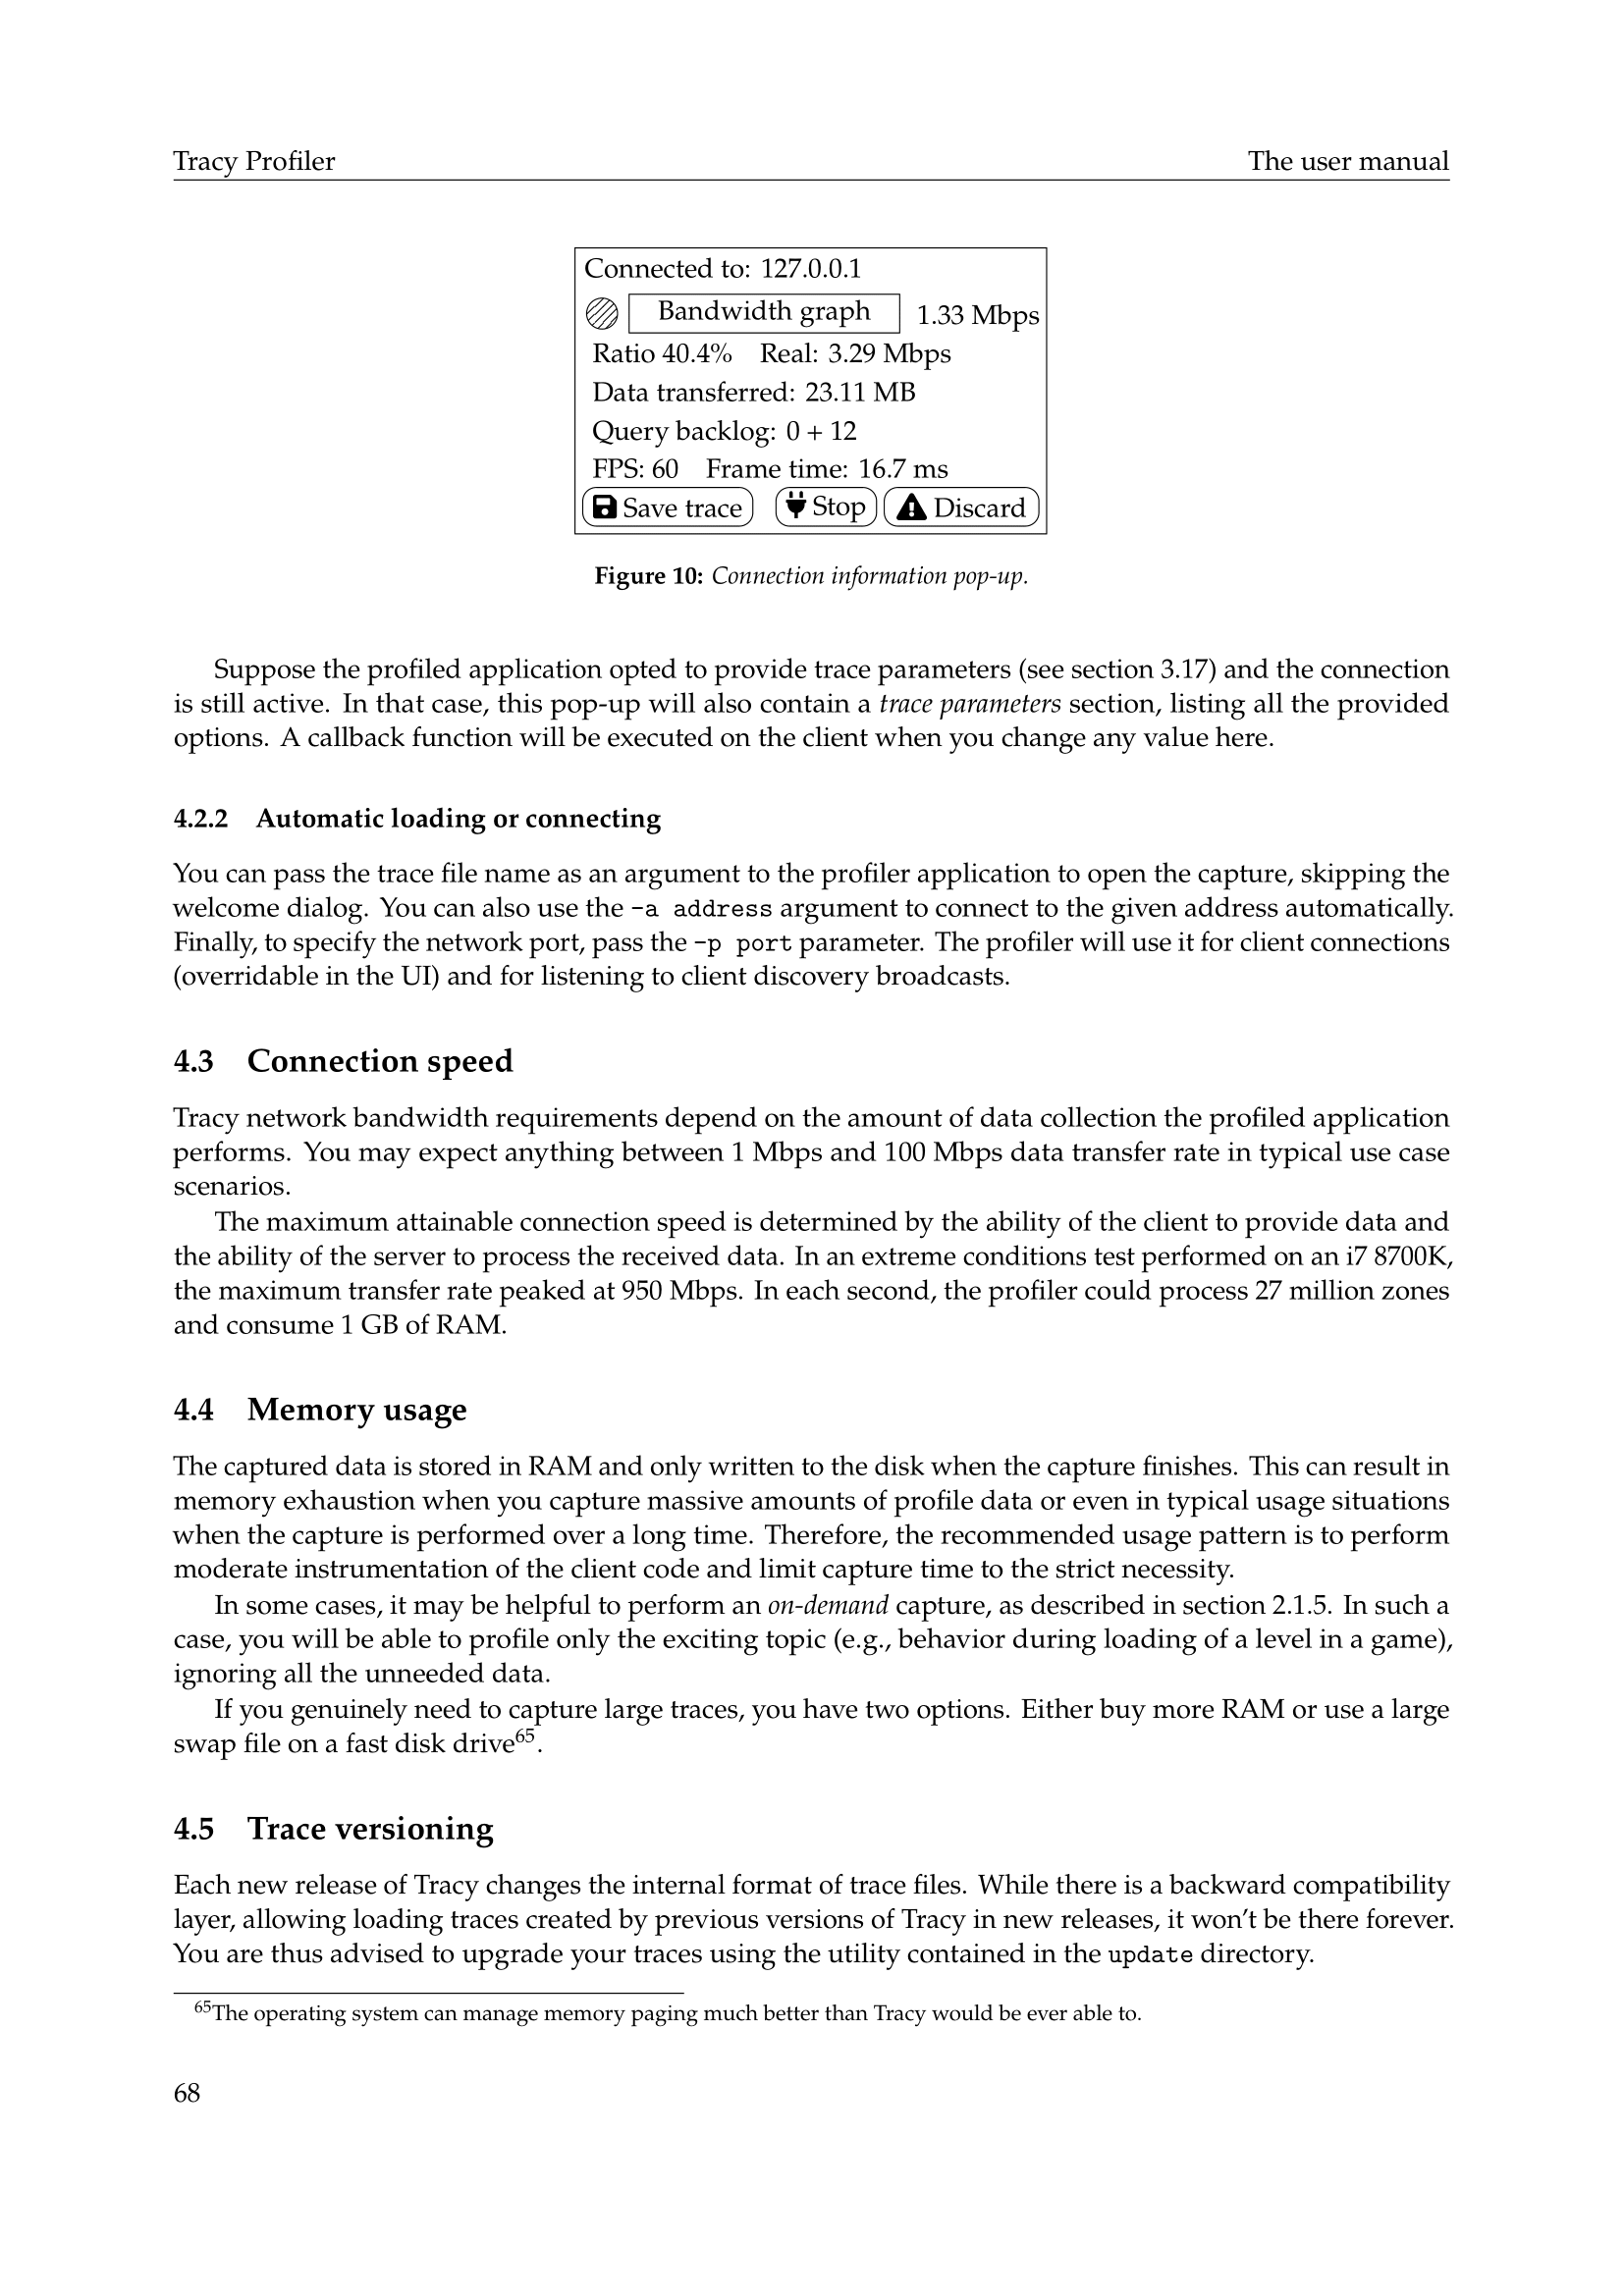 Tracy Profiler The user manual
Connected to: 127.0.0.1
Bandwidth graph 1.33 Mbps
Ratio 40.4% Real: 3.29 Mbps
Data transferred: 23.11 MB
Query backlog: 0 + 12
FPS: 60 Frame time: 16.7 ms
Save trace Stop Discard
Figure 10: Connection information pop-up.
Suppose the profiled application opted to provide trace parameters (see section 3.17) and the connection
is still active. In that case, this pop-up will also contain a trace parameters section, listing all the provided
options. A callback function will be executed on the client when you change any value here.
4.2.2 Automatic loading or connecting
You can pass the trace file name as an argument to the profiler application to open the capture, skipping the
welcome dialog. You can also use the -a address argument to connect to the given address automatically.
Finally, to specify the network port, pass the -p port parameter. The profiler will use it for client connections
(overridable in the UI) and for listening to client discovery broadcasts.
4.3 Connection speed
Tracy network bandwidth requirements depend on the amount of data collection the profiled application
performs. You may expect anything between 1 Mbps and 100 Mbps data transfer rate in typical use case
scenarios.
The maximum attainable connection speed is determined by the ability of the client to provide data and
the ability of the server to process the received data. In an extreme conditions test performed on an i7 8700K,
the maximum transfer rate peaked at 950 Mbps. In each second, the profiler could process 27 million zones
and consume 1 GB of RAM.
4.4 Memory usage
The captured data is stored in RAM and only written to the disk when the capture finishes. This can result in
memory exhaustion when you capture massive amounts of profile data or even in typical usage situations
when the capture is performed over a long time. Therefore, the recommended usage pattern is to perform
moderate instrumentation of the client code and limit capture time to the strict necessity.
In some cases, it may be helpful to perform an on-demand capture, as described in section 2.1.5. In such a
case, you will be able to profile only the exciting topic (e.g., behavior during loading of a level in a game),
ignoring all the unneeded data.
If you genuinely need to capture large traces, you have two options. Either buy more RAM or use a large
swap file on a fast disk drive65.
4.5 Trace versioning
Each new release of Tracy changes the internal format of trace files. While there is a backward compatibility
layer, allowing loading traces created by previous versions of Tracy in new releases, it won't be there forever.
You are thus advised to upgrade your traces using the utility contained in the update directory.
65The operating system can manage memory paging much better than Tracy would be ever able to.
68